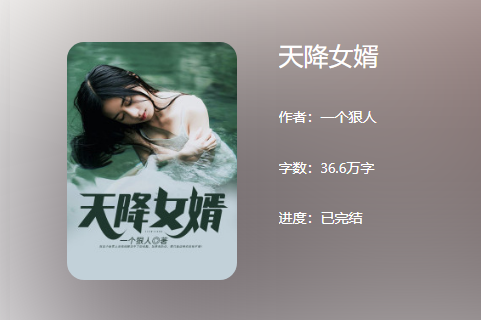 天降女婿
一个狠人◎著
天降女婿
作者：一个狠人
字数：36.6万字
进度：已完结